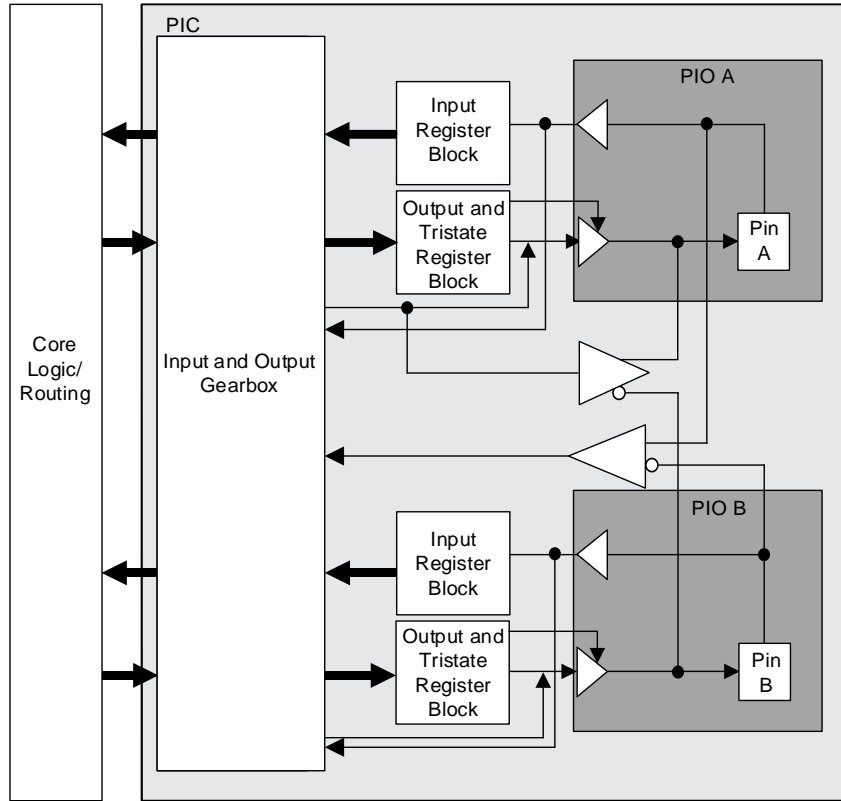 PIC
PIO A
Input
Register
Block
Output and
Tristate
Register
Block
Pin
A
Core
Logic/
Routing
Input and Output
Gearbox
PIO B
Input
Register
Block
Output and
Tristate
Register
Block
Pin
B